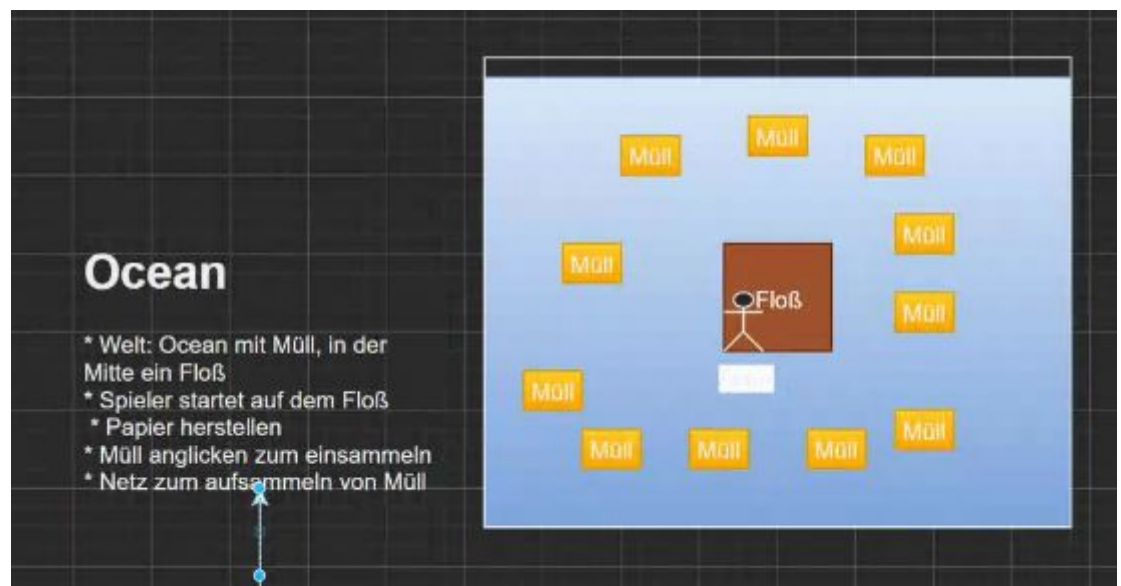 Müll
Müll
Müll
Müll
Ocean
Müll
Floß
Müll
* Welt: Ocean mit Müll, in der
Mitte ein Floß
* Spieler startet auf dem Floß
* Papier herstellen
* Müll anglicken zum einsammeln
* Netz zum aufsammeln von Müll
Müll
Müll
Müll
Müll
Müll